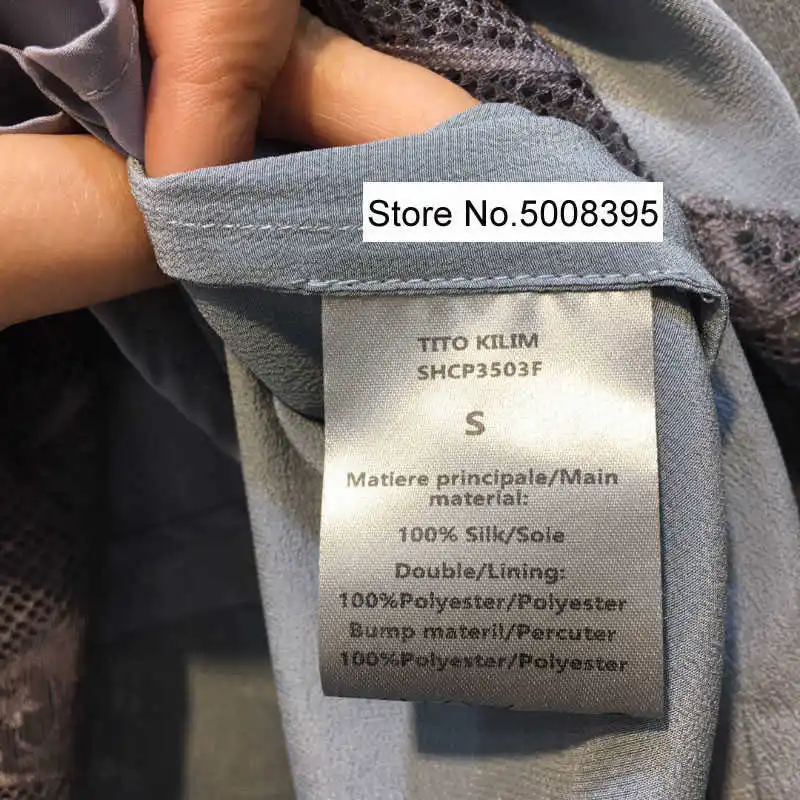 Store No.5008395
TITO KILIM
SHCP3503F
S
Matiere principale/Main
material:
100% Silk/Soie
Double/Lining:
100%Polyester/Polyester
Bump materil/Percuter
100%Polyester/Polyester